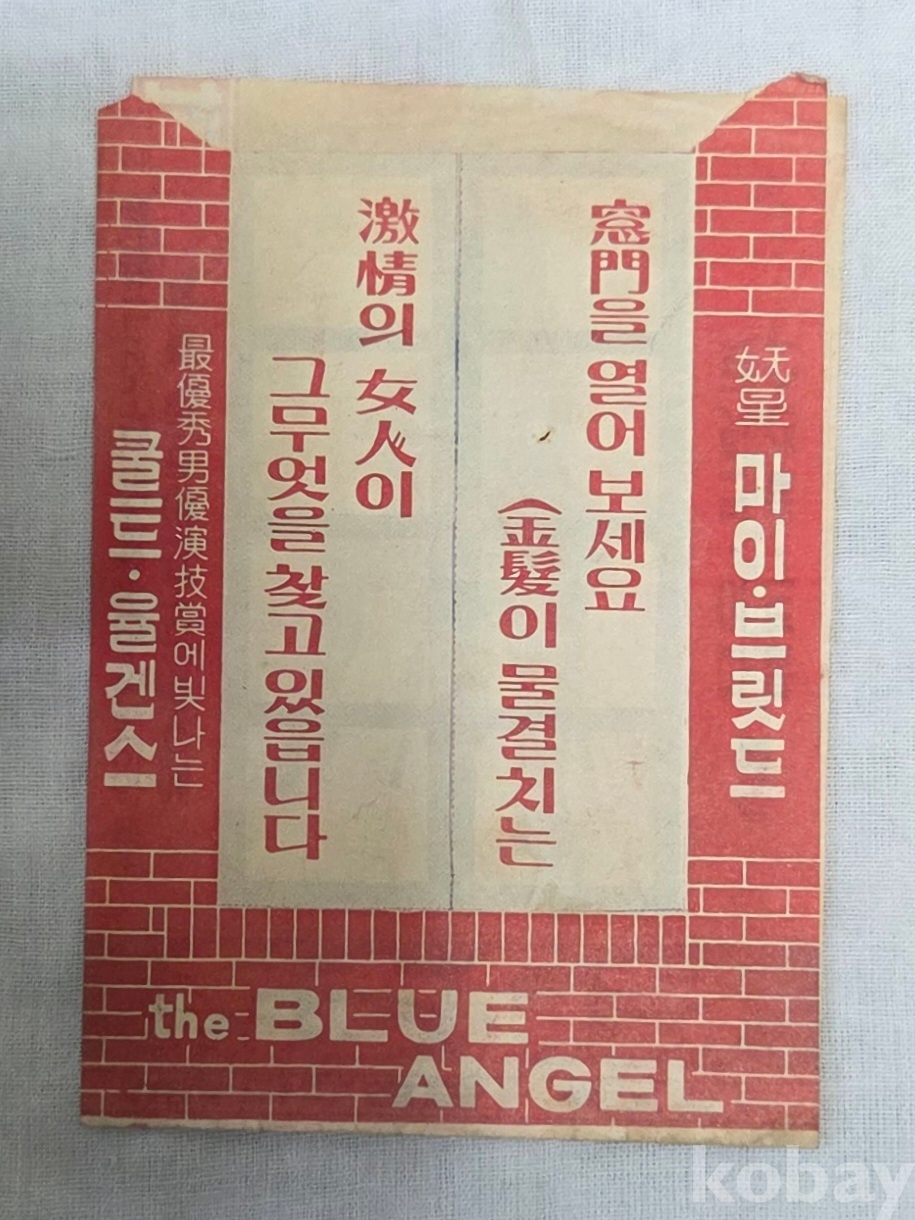 妖星 마이·브릿드
窓門을 열어 보세요
(金髮이 물결치는
激情의 女人이
그무엇을 찾고 있읍니다
最優秀男優演技賞에빛나는
쿨드·율겐스
the BLUE
ANGEL
kobay